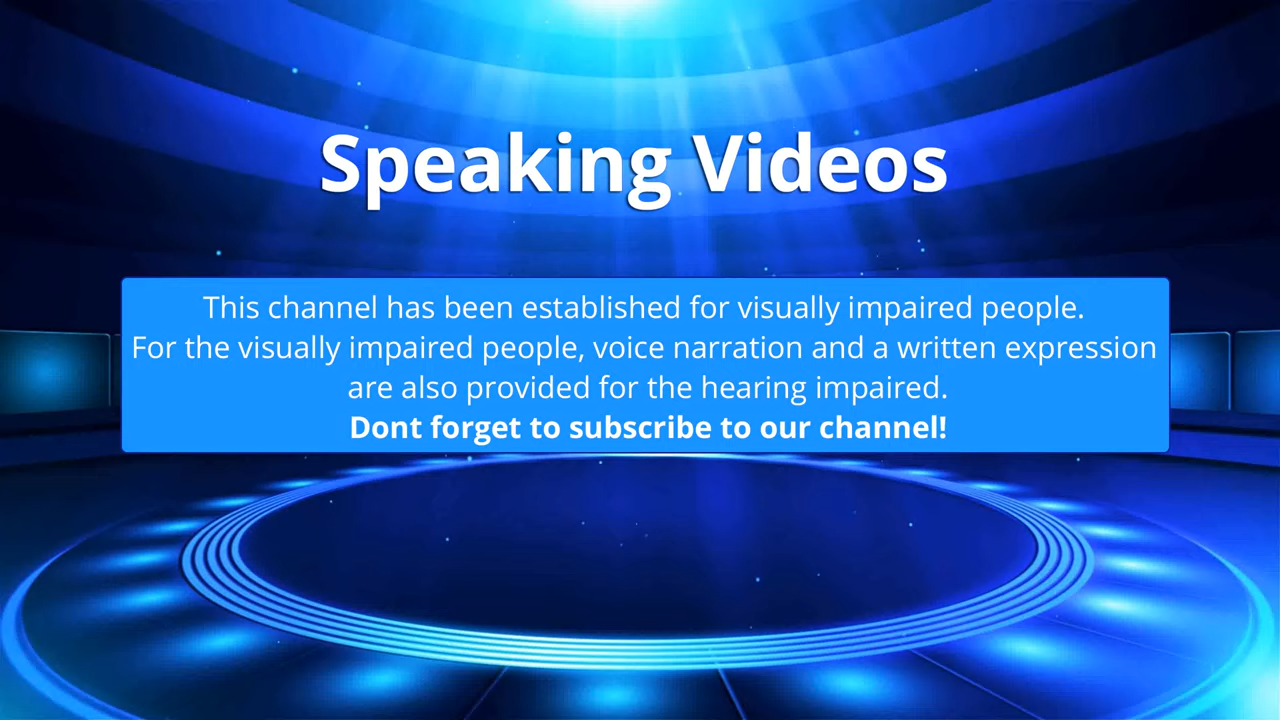 Speaking Videos
This channel has been established for visually impaired people.
For the visually impaired people, voice narration and a written expression
are also provided for the hearing impaired.
Dont forget to subscribe to our channel!